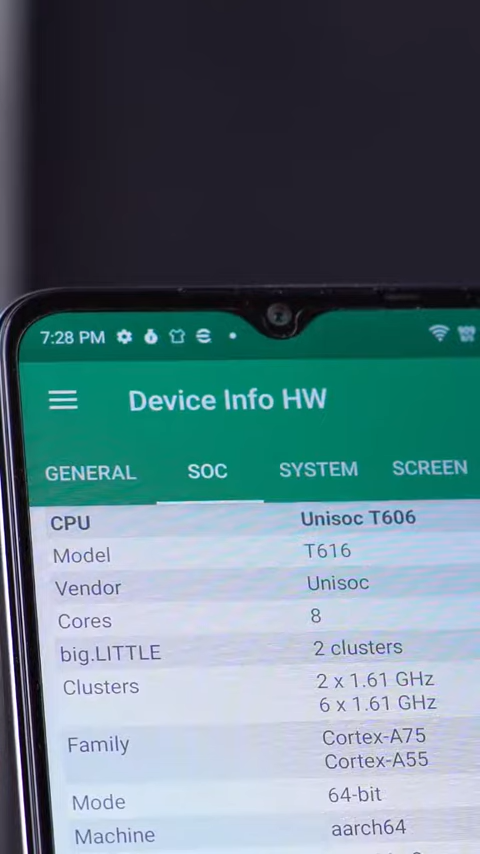 7:28 PM
Device Info HW
GENERAL SOC SYSTEM SCREEN
CPU Unisoc T606
Model T616
Vendor Unisoc
Cores 8
big.LITTLE 2 clusters
Clusters 2 x 1.61 GHz
6 x 1.61 GHz
Family Cortex-A75
Cortex-A55
Mode 64-bit
Machine aarch64